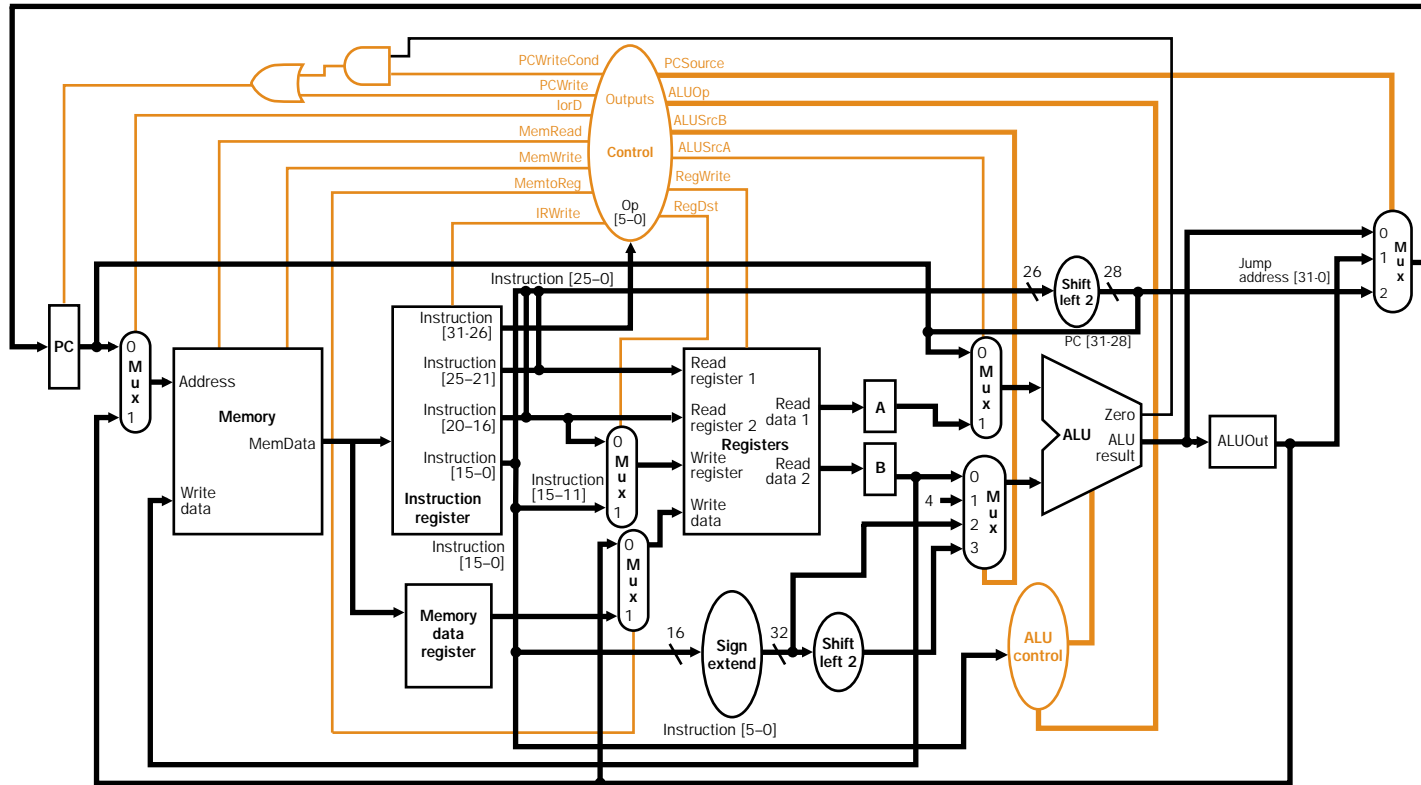 PCWriteCond
PCSource
PCWrite
ALUOp
IorD
Outputs
ALUSrcB
MemRead
Control
ALUSrcA
MemWrite
RegWrite
MemtoReg
Op
[5–0]
RegDst
IRWrite
Instruction [25–0]
26
Shift
left 2
28
Jump
address [31-0]
0
1
2
M
u
x
PC
0
M
u
x
1
Address
Memory
MemData
Write
data
Instruction
[31-26]
Instruction
[25–21]
Instruction
[20–16]
Instruction
[15–0]
Instruction
register
Instruction
[15–0]
Instruction
[15–11]
0
M
u
x
1
0
M
u
x
1
Memory
data
register
Read
register 1
Read
register 2
Registers
Write
register
Write
data
Read
data 1
Read
data 2
A
B
PC [31-28]
0
M
u
x
1
4
0
1
2
3
M
u
x
Zero
ALU
ALU
result
ALUOut
16
Sign
extend
32
Shift
left 2
ALU
control
Instruction [5–0]